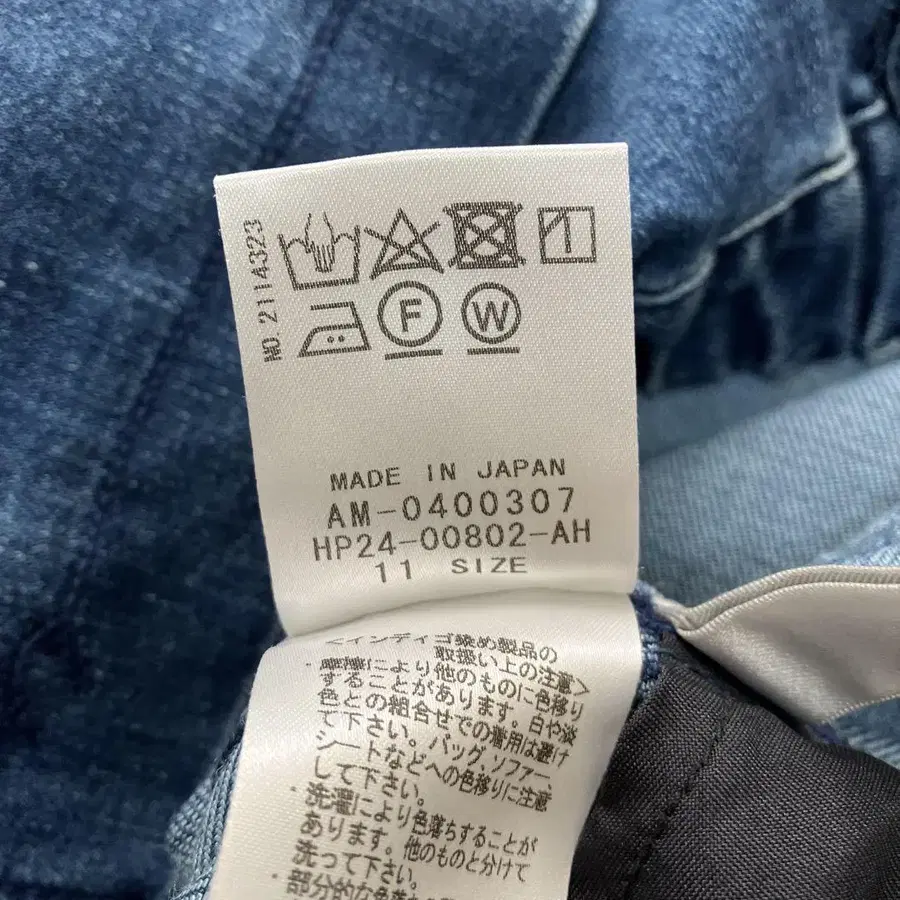 NO.2114323
F W
MADE IN JAPAN
AM-0400307
HP24-00802-AH
11 SIZE
<インディゴ染め製品の
取扱い上の注意>
・摩擦により他のものに色移り
することがあります。白や淡
色との組合せでの着用は避け
て下さい。バッグ、ソファー、
シートなどへの色移りに注意
して下さい。
・洗濯により色落ちすることが
あります。他のものと分けて
洗って下さい。
・部分的な色落